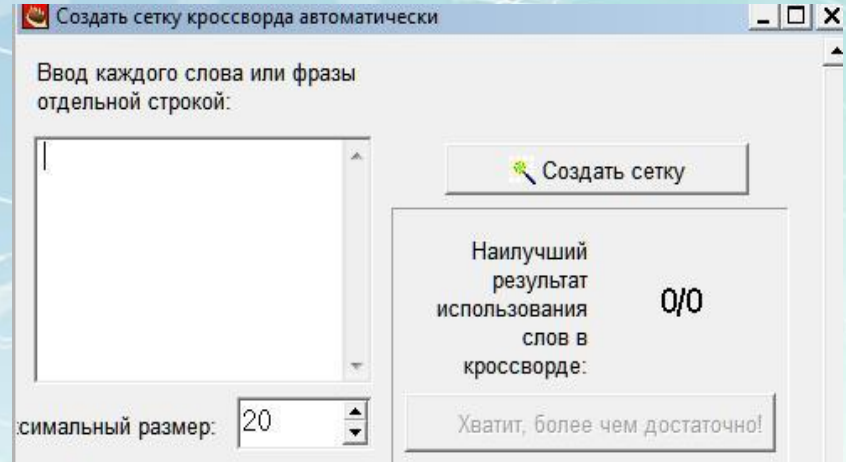 Создать сетку кроссворда автоматически
Ввод каждого слова или фразы
отдельной строкой:
Создать сетку
Наилучший
результат
использования
слов в
кроссворде:
0/0
симальный размер:
20
Хватит, более чем достаточно!